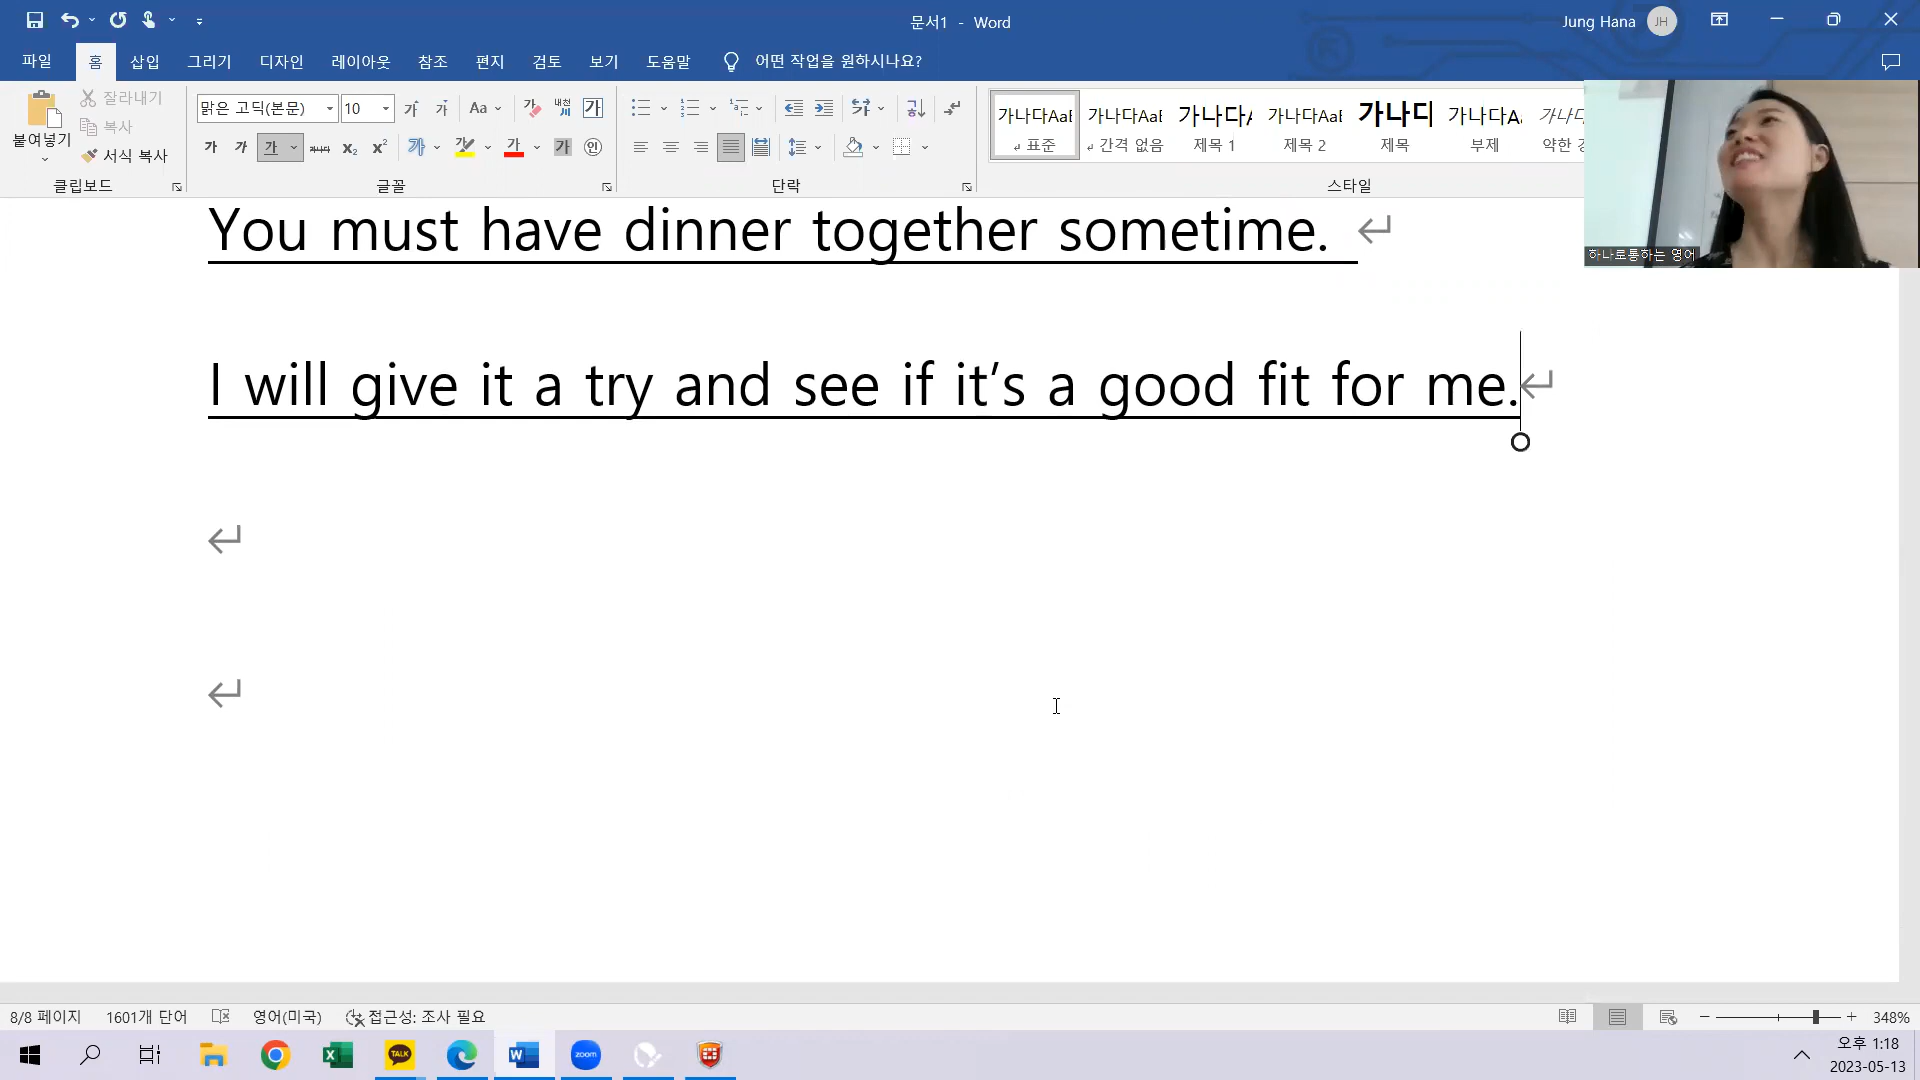 문서1 - Word
Jung Hana JH
파일 홈 삽입 그리기 디자인 레이아웃 참조 편지 검토 보기 도움말 어떤 작업을 원하시나요?
붙여넣기
잘라내기
복사
서식 복사
클립보드
맑은 고딕(본문) 10
글꼴
단락
가나다AaI 가나다AaI 가나다A 가나다AaI 가나디 가나다Aa 가나다
표준 간격 없음 제목 1 제목 2 제목 부제 약한
스타일
하나로통하는 영어
You must have dinner together sometime.
I will give it a try and see if it’s a good fit for me.
8/8 페이지 1601개 단어 영어(미국) 접근성: 조사 필요
348%
TALK
zoom
오후 1:18
2023-05-13